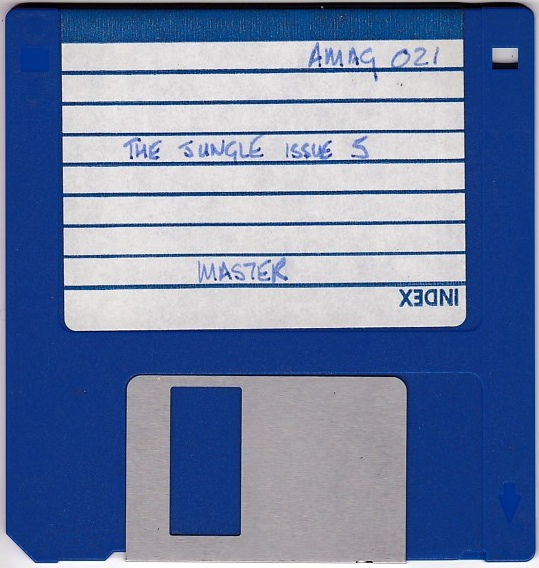 AMAG 021
THE JUNGLE ISSUE 5
MASTER
INDEX